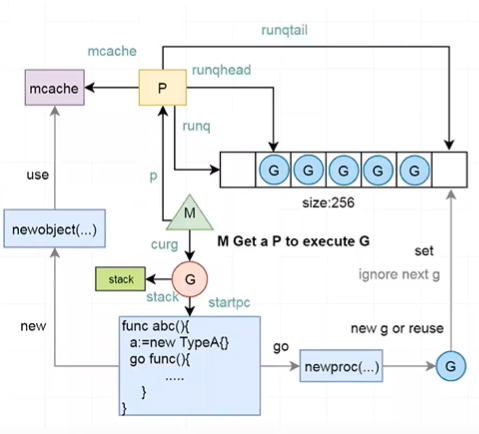 runqtail
mcache
runqhead
mcache
P
runq
G G G G G
use
p
size:256
M
newobject(...)
curg
M Get a P to execute G
set
stack
G
ignore next g
stack
startpc
new
func abc(){
a:=new TypeA{}
go func(){
.....
}
}
go
new g or reuse
newproc(...)
G